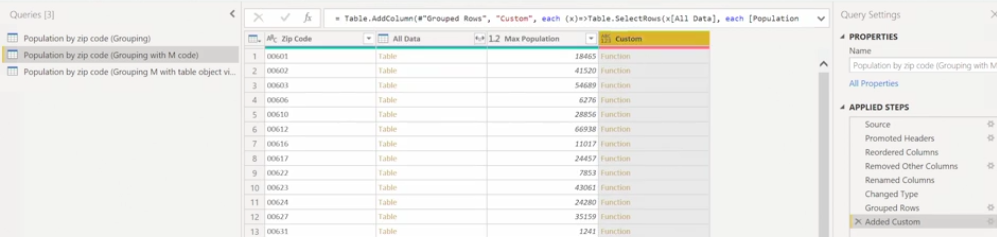 Queries [3]
Population by zip code (Grouping)
Population by zip code (Grouping with M code)
Population by zip code (Grouping M with table object vi...
fx = Table.AddColumn(#"Grouped Rows", "Custom", each (x)=>Table.SelectRows(x[All Data], each [Population
ABC Zip Code All Data 1.2 Max Population Custom
1 00601 Table 18465 Function
2 00602 Table 41520 Function
3 00603 Table 54689 Function
4 00606 Table 6276 Function
5 00610 Table 28856 Function
6 00612 Table 66938 Function
7 00616 Table 11017 Function
8 00617 Table 24457 Function
9 00622 Table 7853 Function
10 00623 Table 43061 Function
11 00624 Table 24280 Function
12 00627 Table 35159 Function
13 00631 Table 1241 Function
Query Settings
PROPERTIES
Name
Population by zip code (Grouping with M
All Properties
APPLIED STEPS
Source
Promoted Headers
Reordered Columns
Removed Other Columns
Renamed Columns
Changed Type
Grouped Rows
Added Custom